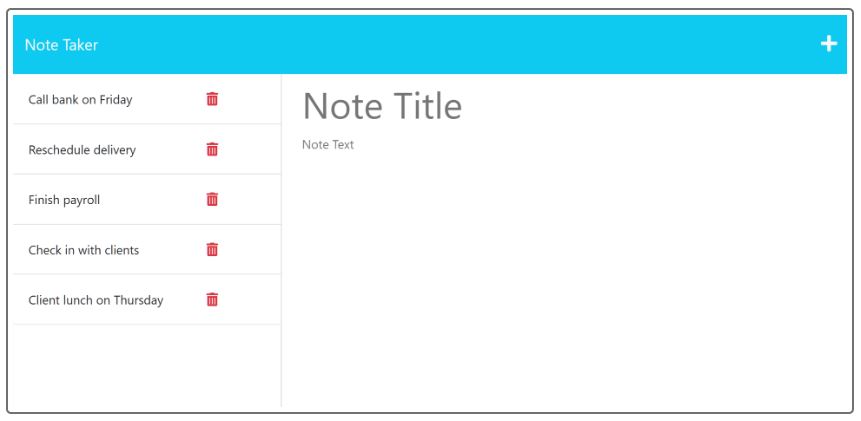 Note Taker
Call bank on Friday
Reschedule delivery
Finish payroll
Check in with clients
Client lunch on Thursday
Note Title
Note Text